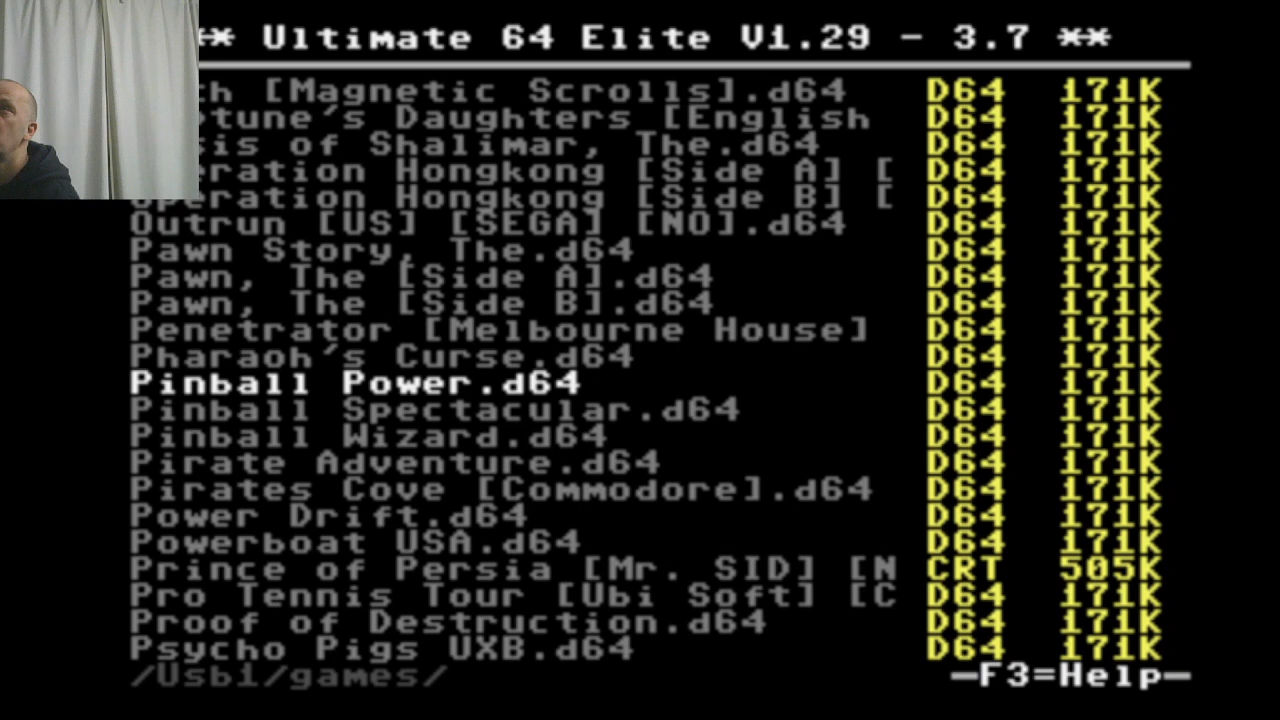 ** Ultimate 64 Elite V1.29 - 3.7 **
th [Magnetic Scrolls].d64 D64 171K
ptune's Daughters [English D64 171K
sis of Shalimar, The.d64 D64 171K
eration Hongkong [Side A] [ D64 171K
Operation Hongkong [Side B] [ D64 171K
Outrun [US] [SEGA] [NO].d64 D64 171K
Pawn Story, The.d64 D64 171K
Pawn, The [Side A].d64 D64 171K
Pawn, The [Side B].d64 D64 171K
Penetrator [Melbourne House] D64 171K
Pharaoh's Curse.d64 D64 171K
Pinball Power.d64 D64 171K
Pinball Spectacular.d64 D64 171K
Pinball Wizard.d64 D64 171K
Pirate Adventure.d64 D64 171K
Pirates Cove [Commodore].d64 D64 171K
Power Drift.d64 D64 171K
Powerboat USA.d64 D64 171K
Prince of Persia [Mr. SID] [N CRT 505K
Pro Tennis Tour [Ubi Soft] [C D64 171K
Proof of Destruction.d64 D64 171K
Psycho Pigs UXB.d64 D64 171K
/Usb1/games/ F3=Help